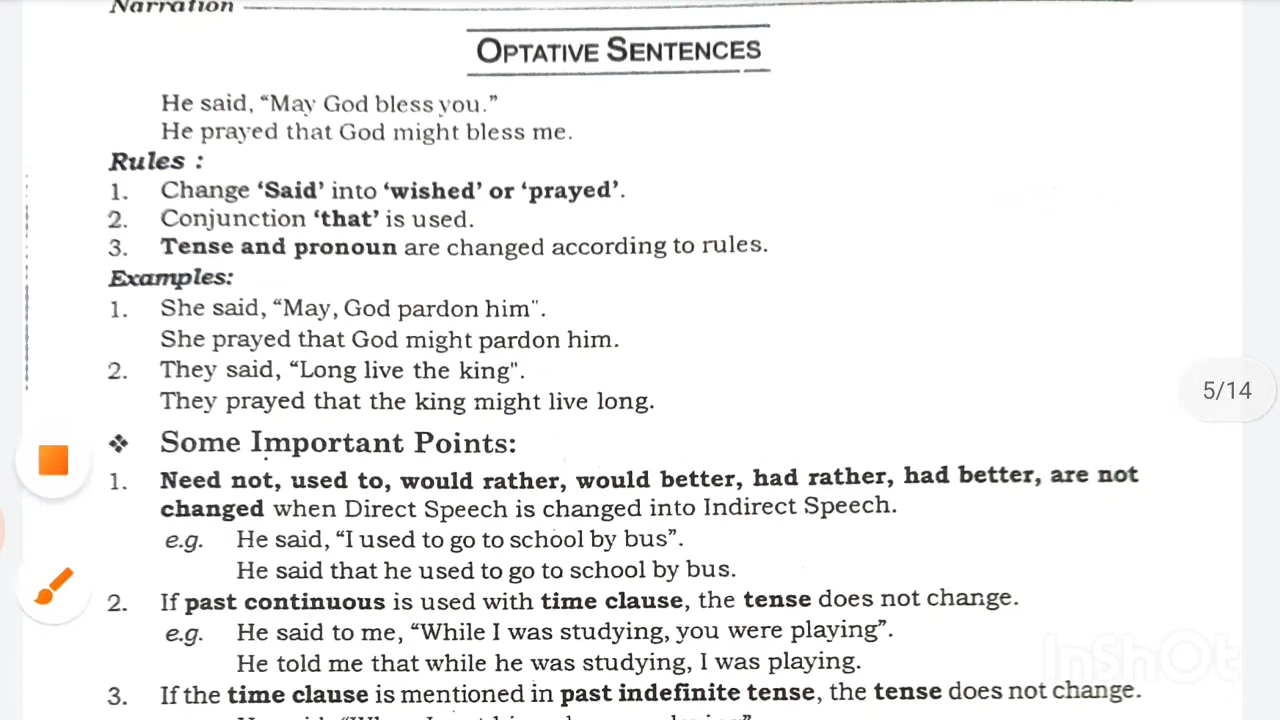 Narration
OPTATIVE SENTENCES
He said, “May God bless you.”
He prayed that God might bless me.
Rules :
1. Change ‘Said’ into ‘wished’ or ‘prayed’.
2. Conjunction ‘that’ is used.
3. Tense and pronoun are changed according to rules.
Examples:
1. She said, “May, God pardon him".
She prayed that God might pardon him.
2. They said, “Long live the king".
They prayed that the king might live long.
5/14
❖ Some Important Points:
1. Need not, used to, would rather, would better, had rather, had better, are not
changed when Direct Speech is changed into Indirect Speech.
e.g. He said, “I used to go to school by bus”.
He said that he used to go to school by bus.
2. If past continuous is used with time clause, the tense does not change.
e.g. He said to me, “While I was studying, you were playing”.
He told me that while he was studying, I was playing.
InShOt
3. If the time clause is mentioned in past indefinite tense, the tense does not change.